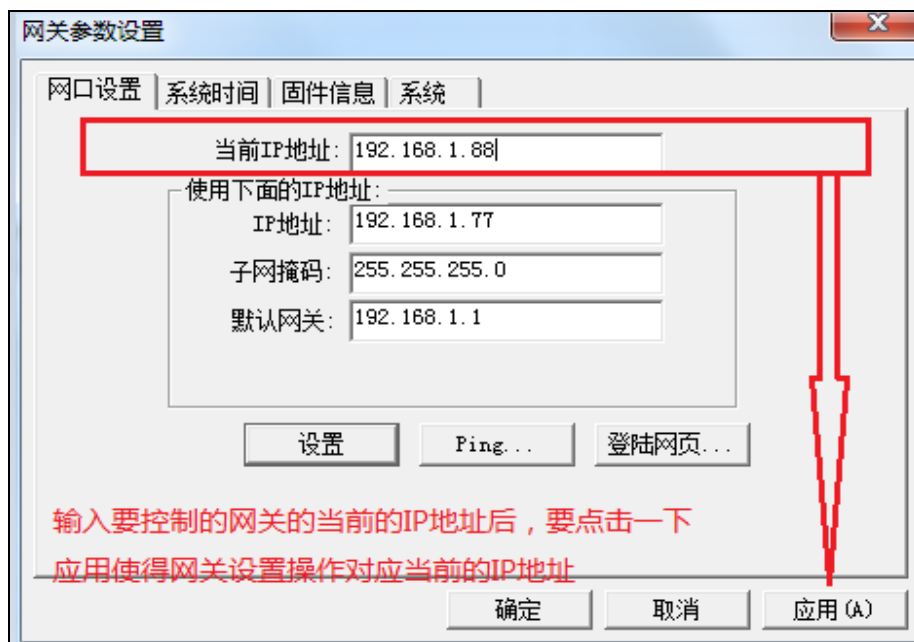 网关参数设置
X
网口设置 系统时间 固件信息 系统
当前IP地址: 192.168.1.88
使用下面的IP地址:
IP地址: 192.168.1.77
子网掩码: 255.255.255.0
默认网关: 192.168.1.1
设置 Ping... 登陆网页...
输入要控制的网关的当前的IP地址后，要点击一下
应用使得网关设置操作对应当前的IP地址
确定 取消 应用(A)